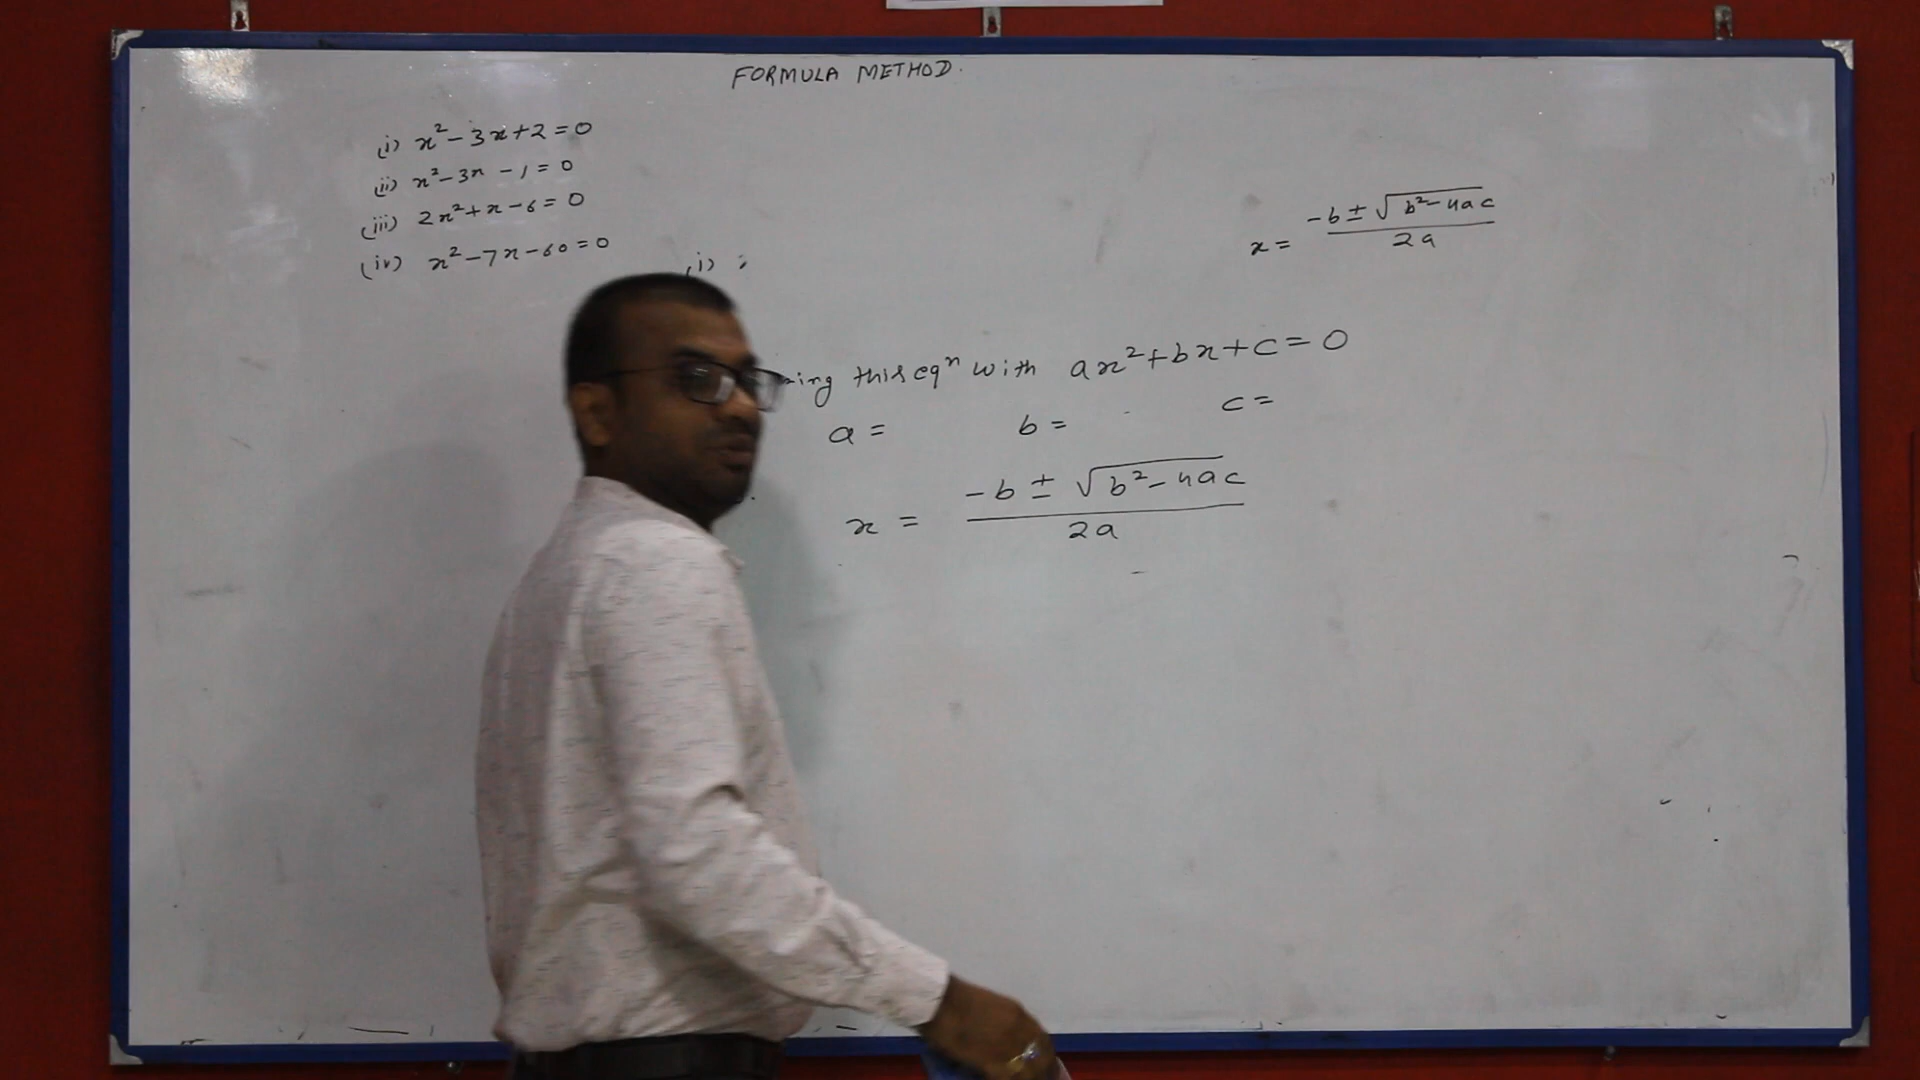 FORMULA METHOD.
(i) x² - 3x + 2 = 0
(ii) x² - 3x - 1 = 0
(iii) 2x² + x - 6 = 0
(iv) x² - 7x - 60 = 0
x = -b ± √b² - 4ac / 2a
(i) :
this eqⁿ with ax² + bx + c = 0
a = b = c =
x = -b ± √b² - 4ac / 2a